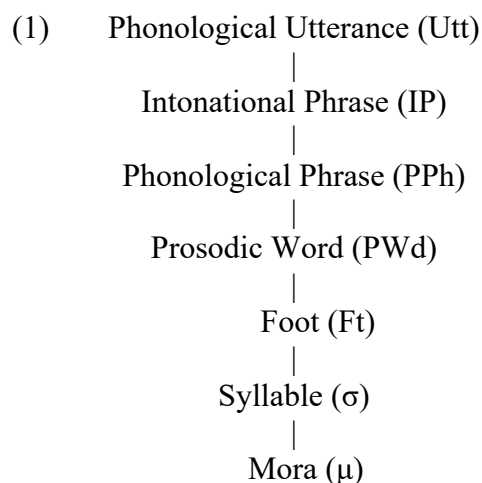 (1) Phonological Utterance (Utt)
Intonational Phrase (IP)
Phonological Phrase (PPh)
Prosodic Word (PWd)
Foot (Ft)
Syllable (σ)
Mora (μ)